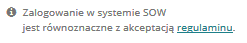 Zalogowanie w systemie SOW
jest równoznaczne z akceptacją regulaminu.